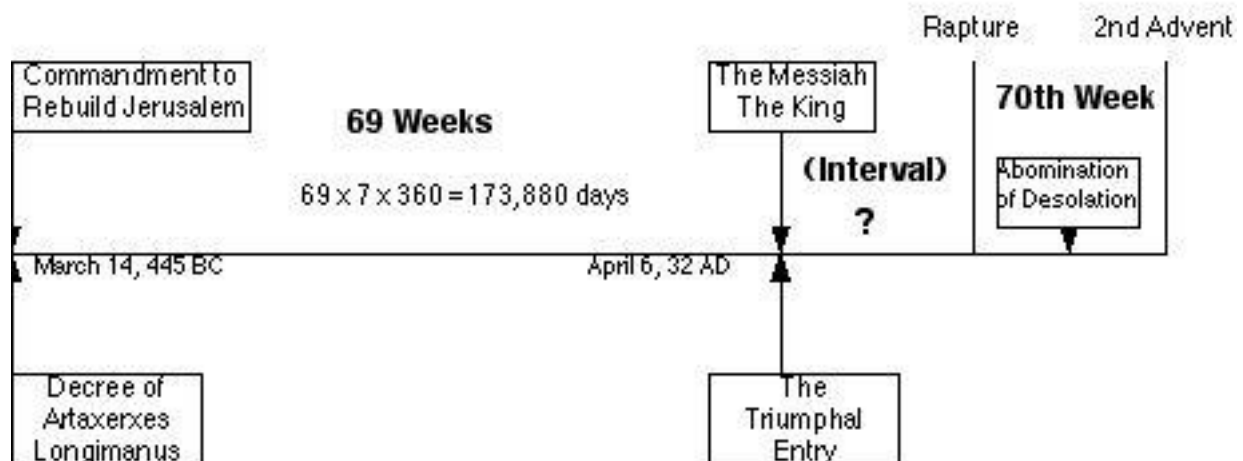 Rapture
2nd Advent
Commandment to
Rebuild Jerusalem
69 Weeks
69 x 7 x 360 = 173,880 days
The Messiah
The King
(Interval)
?
70th Week
Abomination
of Desolation
March 14, 445 BC
April 6, 32 AD
Decree of
Artaxerxes
Longimanus
The
Triumphal
Entry